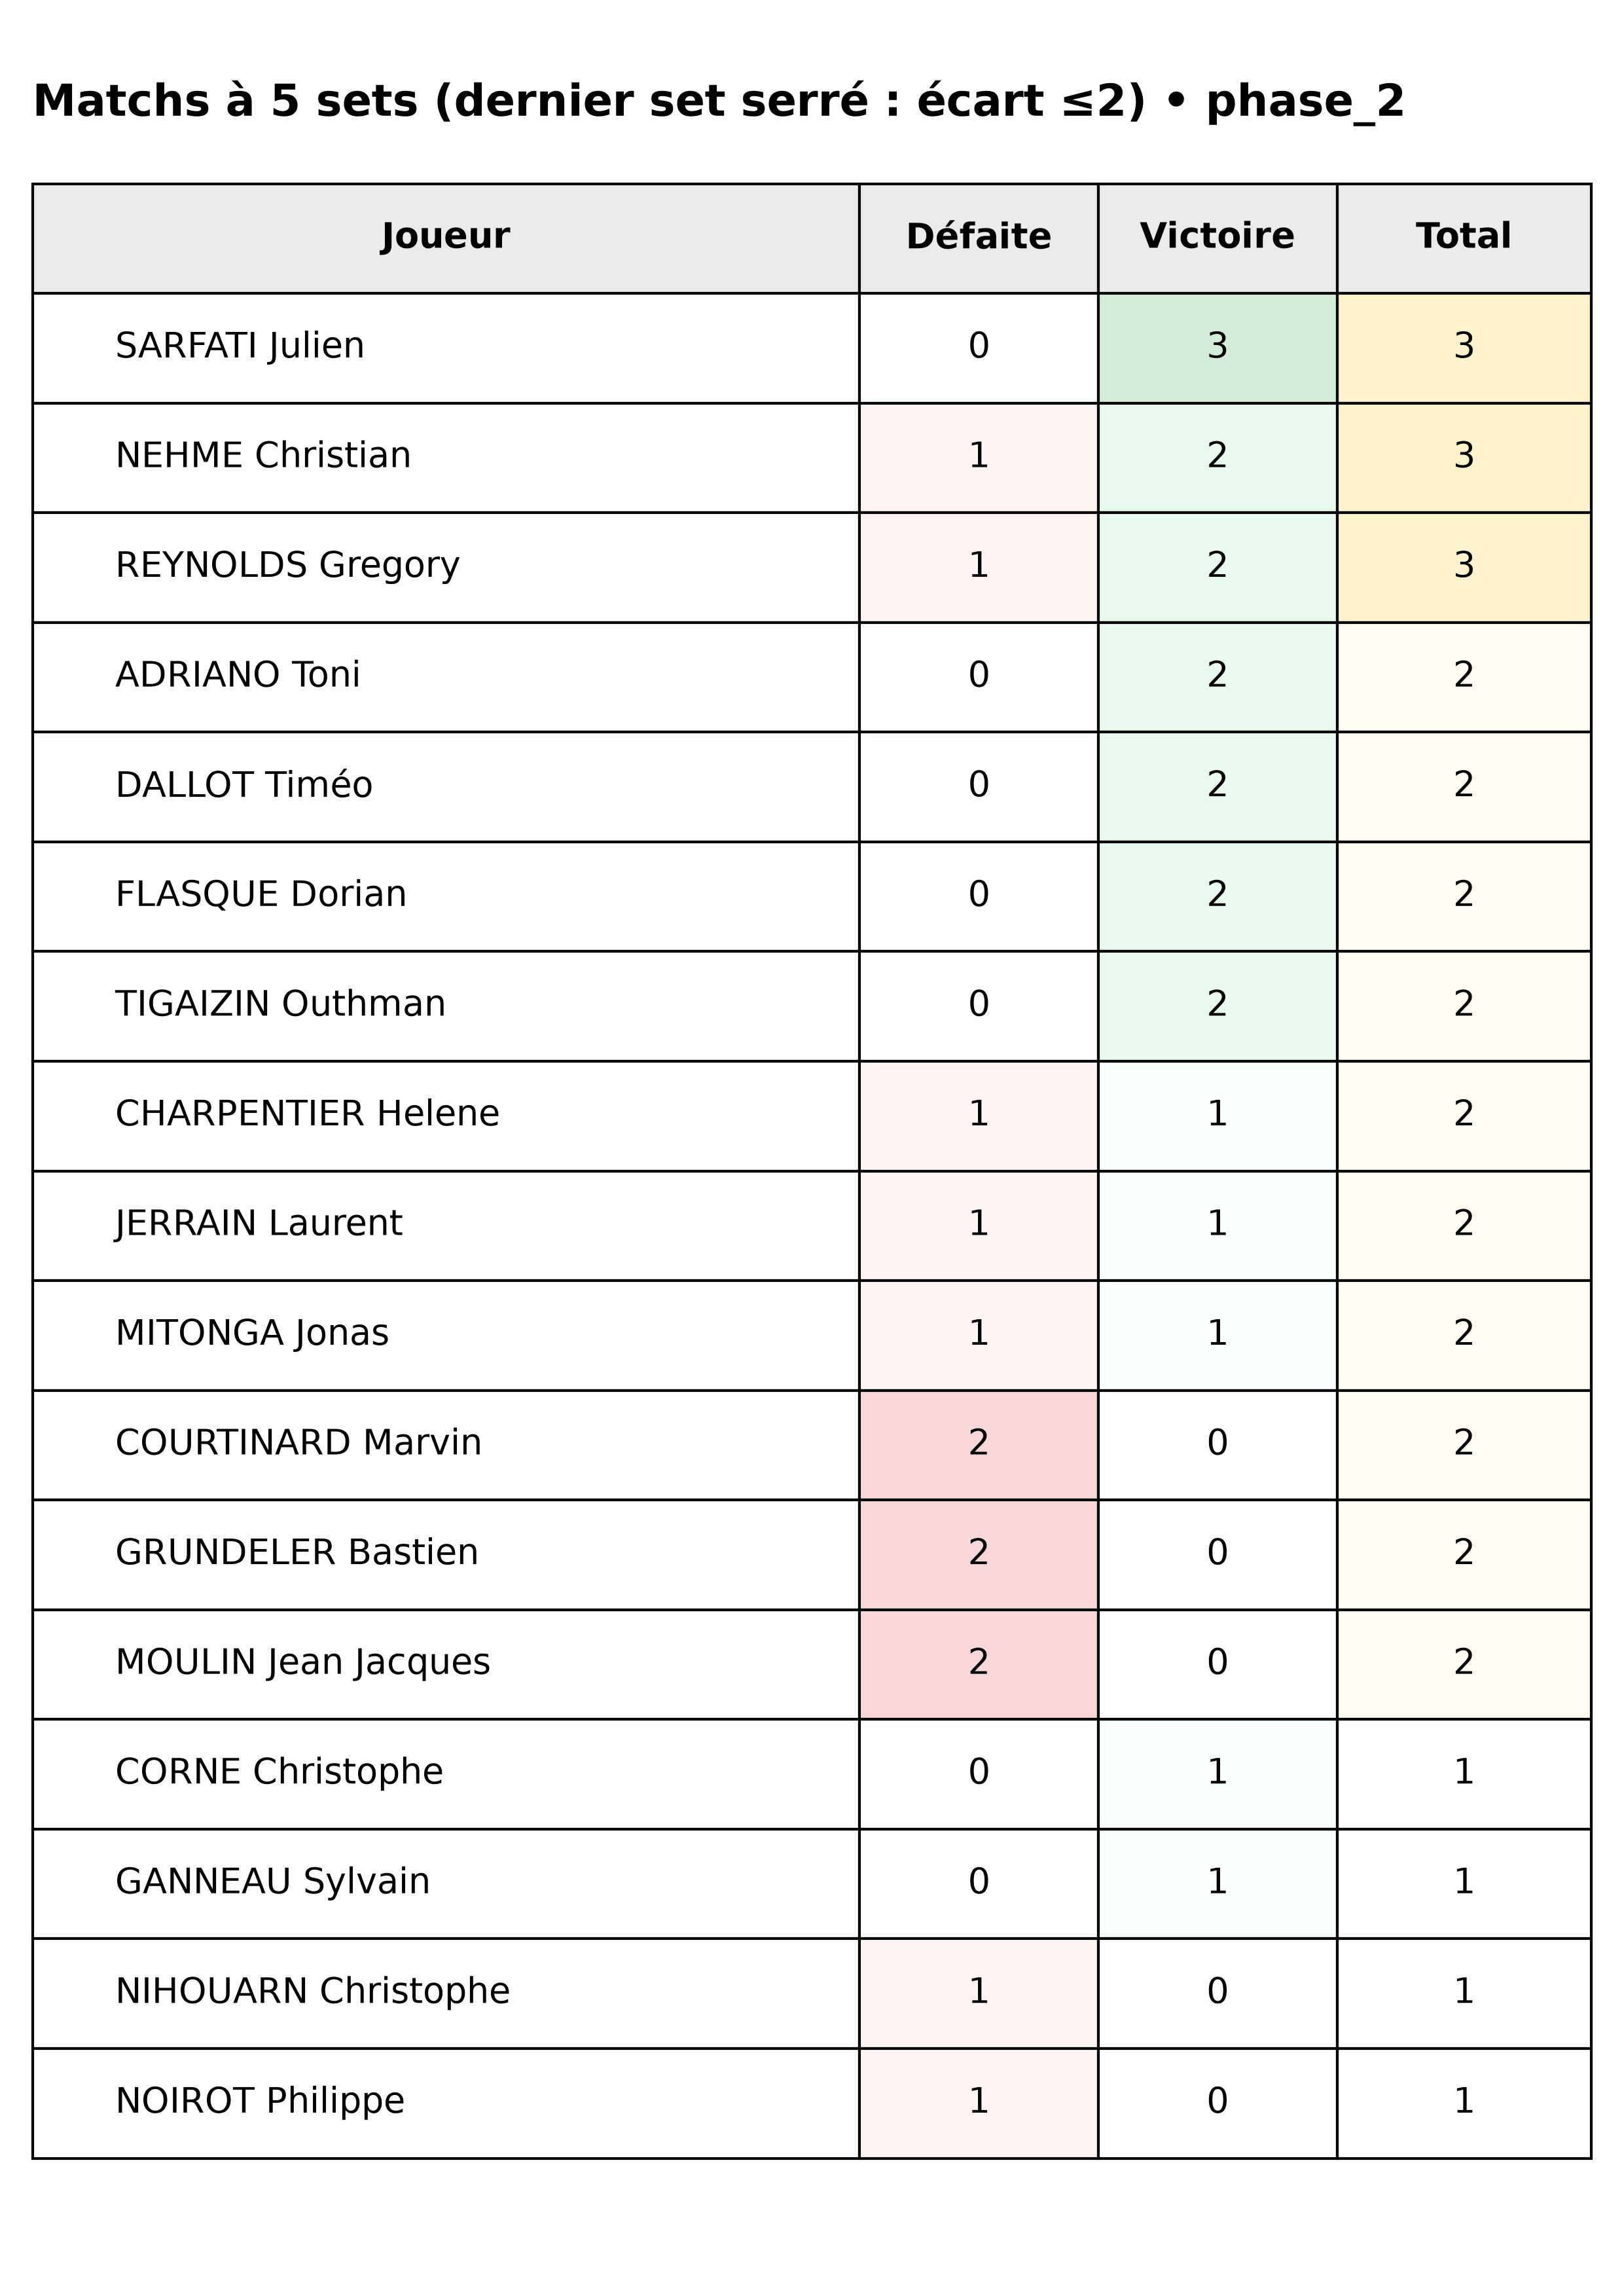 Matchs à 5 sets (dernier set serré : écart ≤2) • phase_2
Joueur Défaite Victoire Total
SARFATI Julien 0 3 3
NEHME Christian 1 2 3
REYNOLDS Gregory 1 2 3
ADRIANO Toni 0 2 2
DALLOT Timéo 0 2 2
FLASQUE Dorian 0 2 2
TIGAIZIN Outhman 0 2 2
CHARPENTIER Helene 1 1 2
JERRAIN Laurent 1 1 2
MITONGA Jonas 1 1 2
COURTINARD Marvin 2 0 2
GRUNDELER Bastien 2 0 2
MOULIN Jean Jacques 2 0 2
CORNE Christophe 0 1 1
GANNEAU Sylvain 0 1 1
NIHOUARN Christophe 1 0 1
NOIROT Philippe 1 0 1